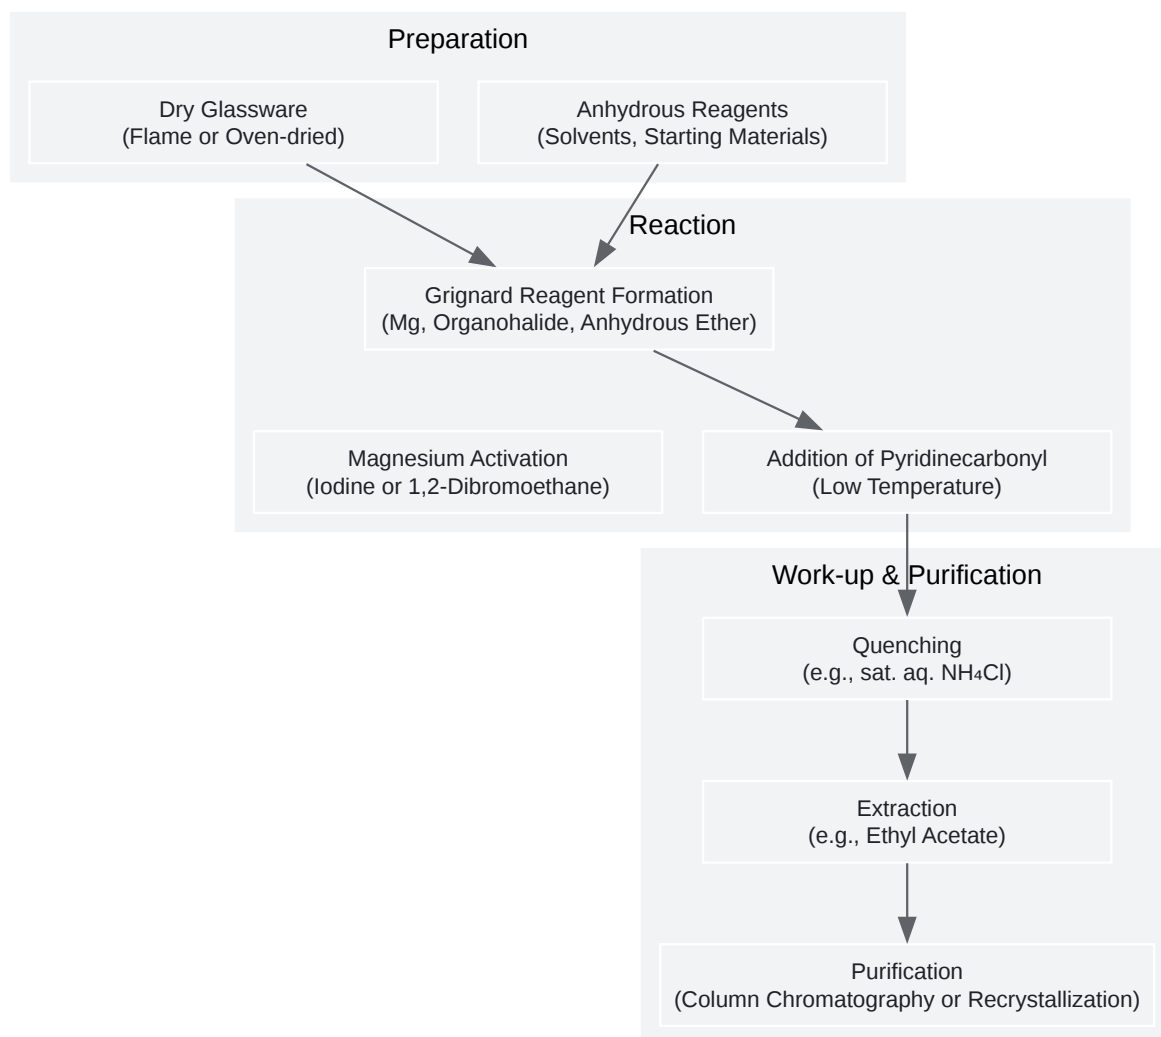 Preparation
Dry Glassware
(Flame or Oven-dried)
Anhydrous Reagents
(Solvents, Starting Materials)
Reaction
Grignard Reagent Formation
(Mg, Organohalide, Anhydrous Ether)
Magnesium Activation
(Iodine or 1,2-Dibromoethane)
Addition of Pyridinecarbonyl
(Low Temperature)
Work-up & Purification
Quenching
(e.g., sat. aq. NH₄Cl)
Extraction
(e.g., Ethyl Acetate)
Purification
(Column Chromatography or Recrystallization)